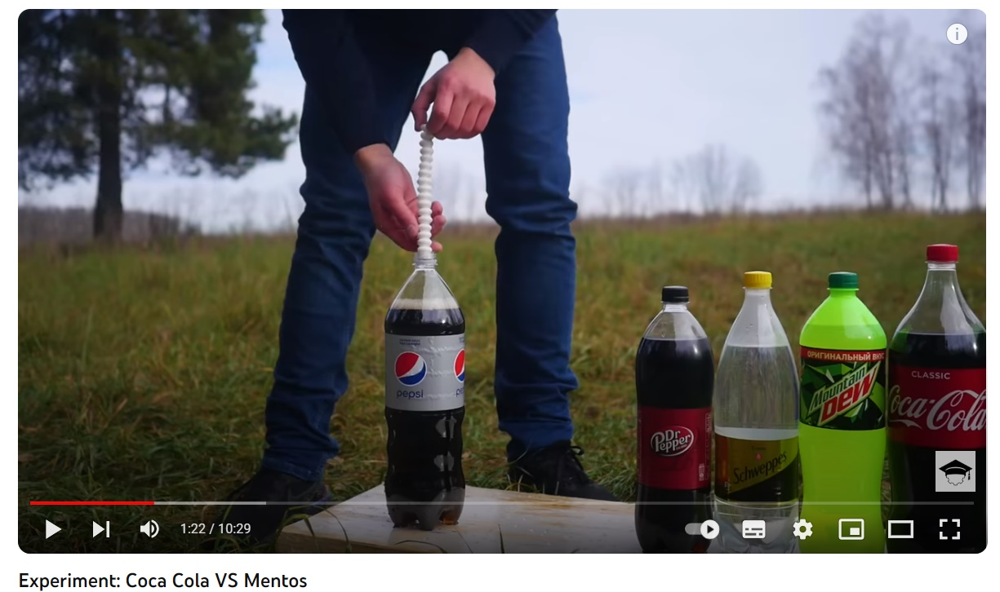 i
pepsi
Dr
Pepper
Schweppes
ОРИГИНАЛЬНЫЙ ВКУС
Mountain
DEW
CLASSIC
Coca-Cola
1:22 / 10:29
Experiment: Coca Cola VS Mentos